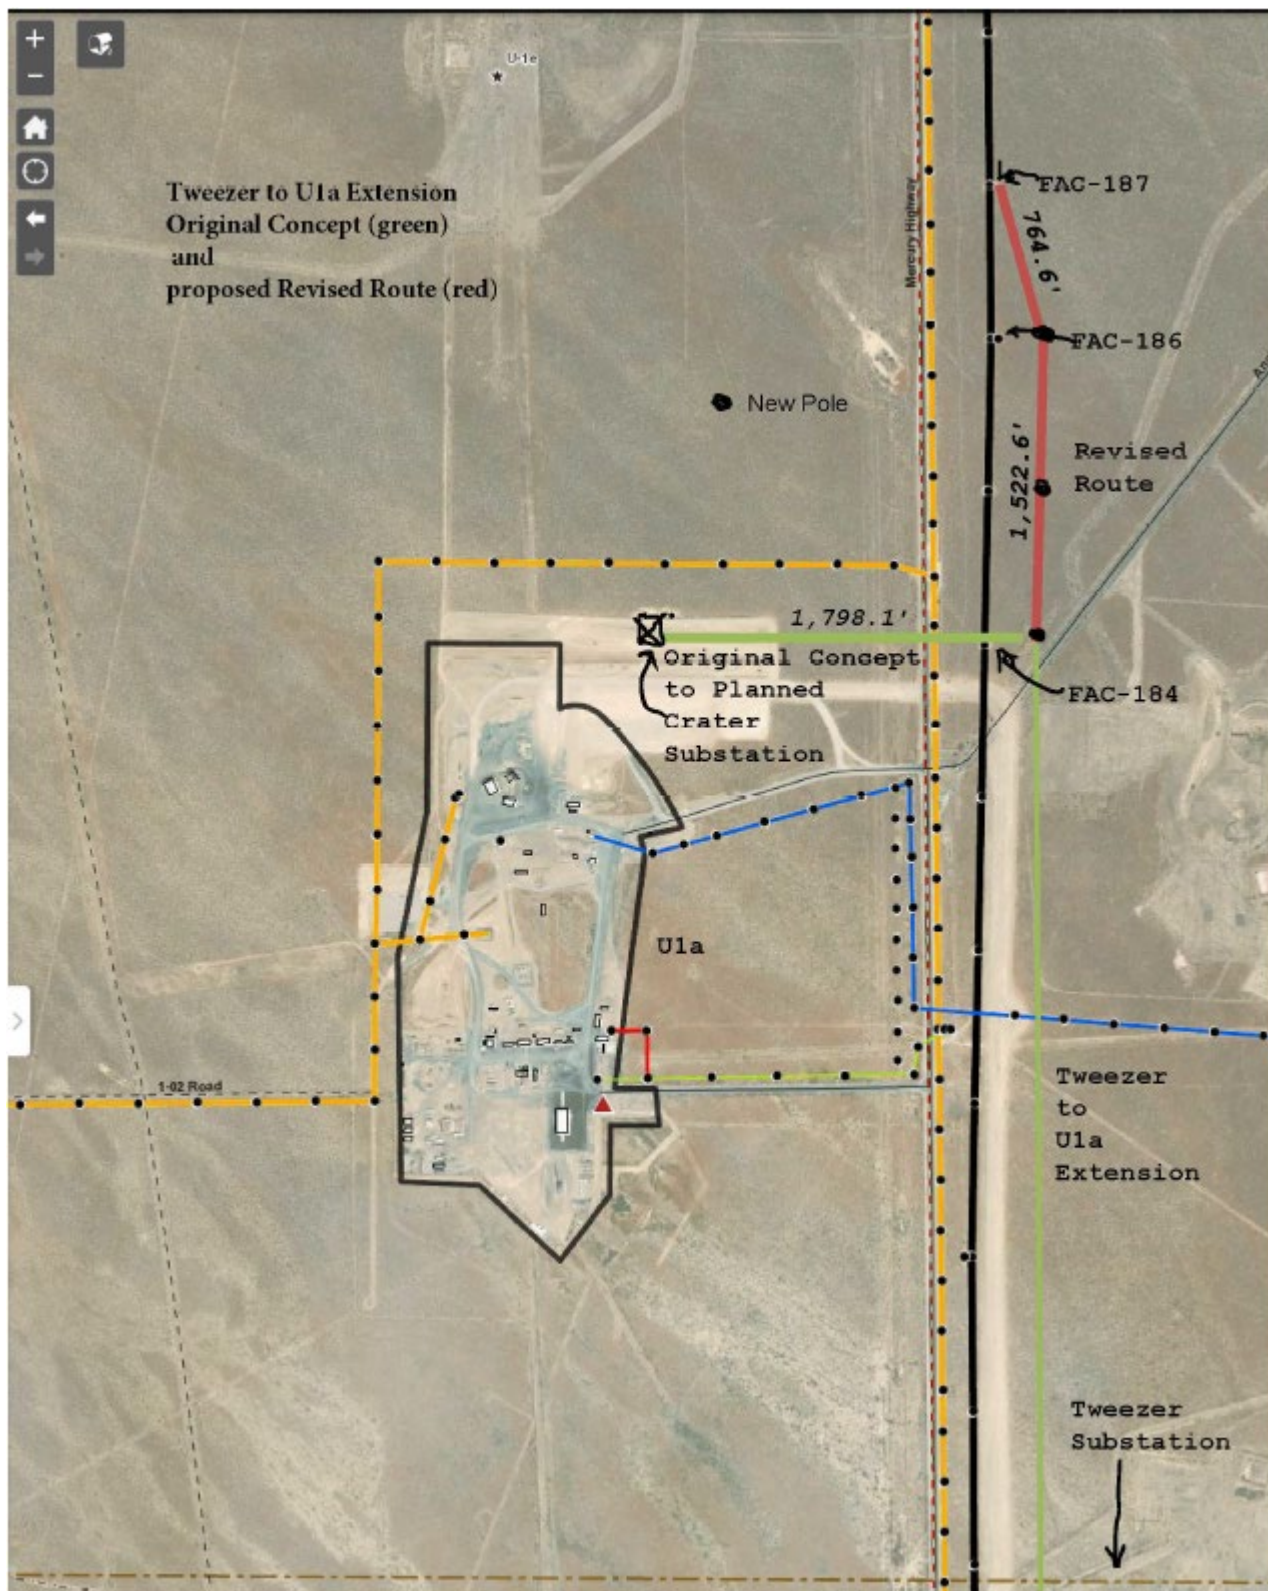 U-1e
Tweezer to U1a Extension
Original Concept (green)
and
proposed Revised Route (red)
Mercury Highway
FAC-187
764.6'
FAC-186
New Pole
1,522.6'
Revised
Route
1,798.1'
Original Concept
to Planned
Crater
Substation
FAC-184
U1a
1-02 Road
Tweezer
to
U1a
Extension
Tweezer
Substation